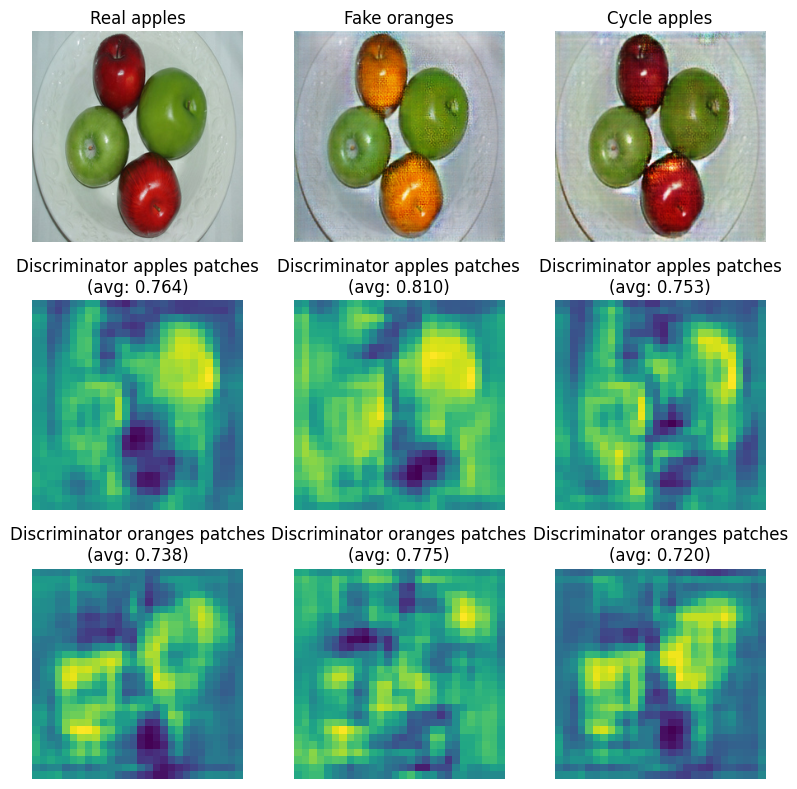 Real apples
Fake oranges
Cycle apples
Discriminator apples patches
(avg: 0.764)
Discriminator apples patches
(avg: 0.810)
Discriminator apples patches
(avg: 0.753)
Discriminator oranges patches
(avg: 0.738)
Discriminator oranges patches
(avg: 0.775)
Discriminator oranges patches
(avg: 0.720)